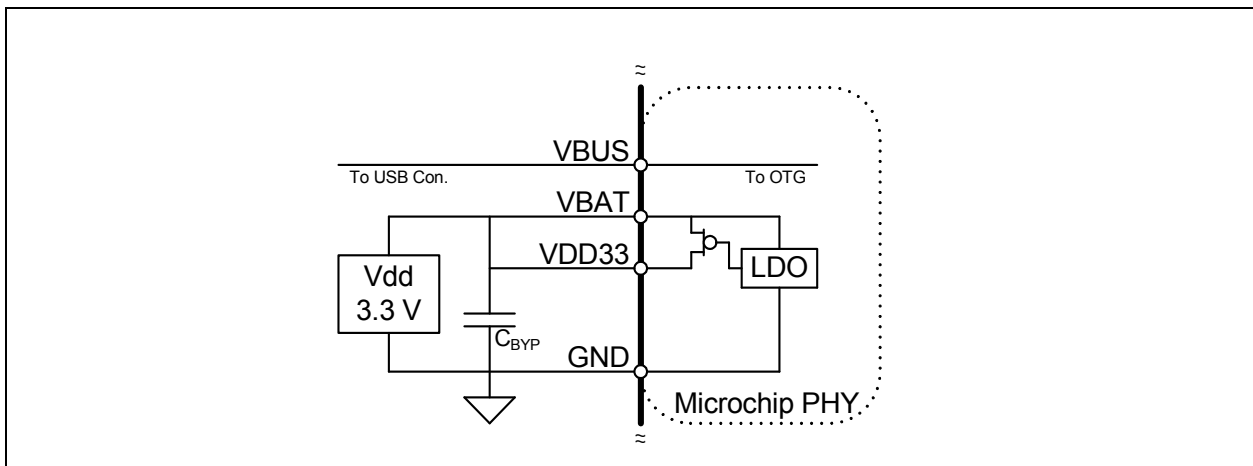 VBUS
To USB Con.
To OTG
VBAT
VDD33
LDO
Vdd
3.3 V
CBYP
GND
Microchip PHY